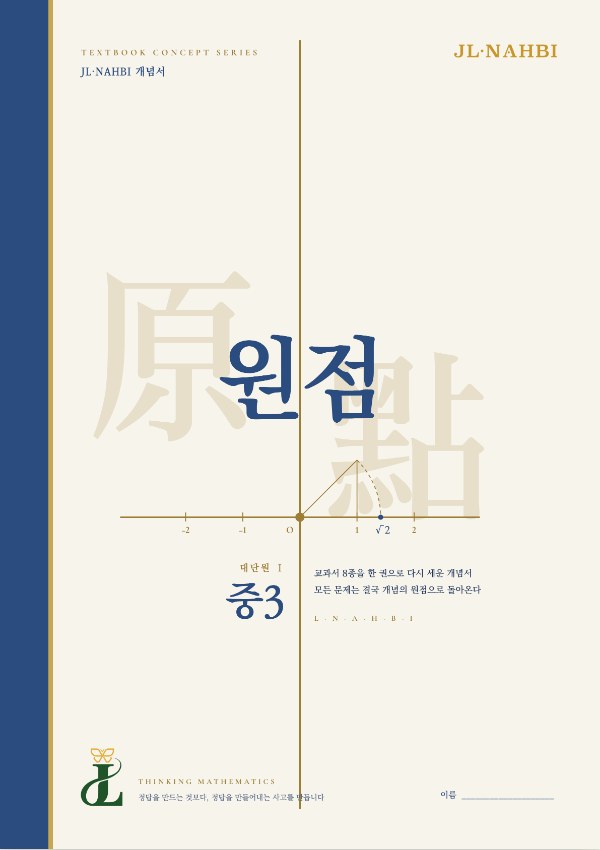 TEXTBOOK CONCEPT SERIES
JL·NAHBI
JL·NAHBI 개념서
原點
원점
-2 -1 O 1 √2 2
대단원 I
중3
교과서 8종을 한 권으로 다시 세운 개념서
모든 문제는 결국 개념의 원점으로 돌아온다
L · N · A · H · B · I
JL
THINKING MATHEMATICS
정답을 만드는 것보다, 정답을 만들어내는 사고를 만듭니다
이름